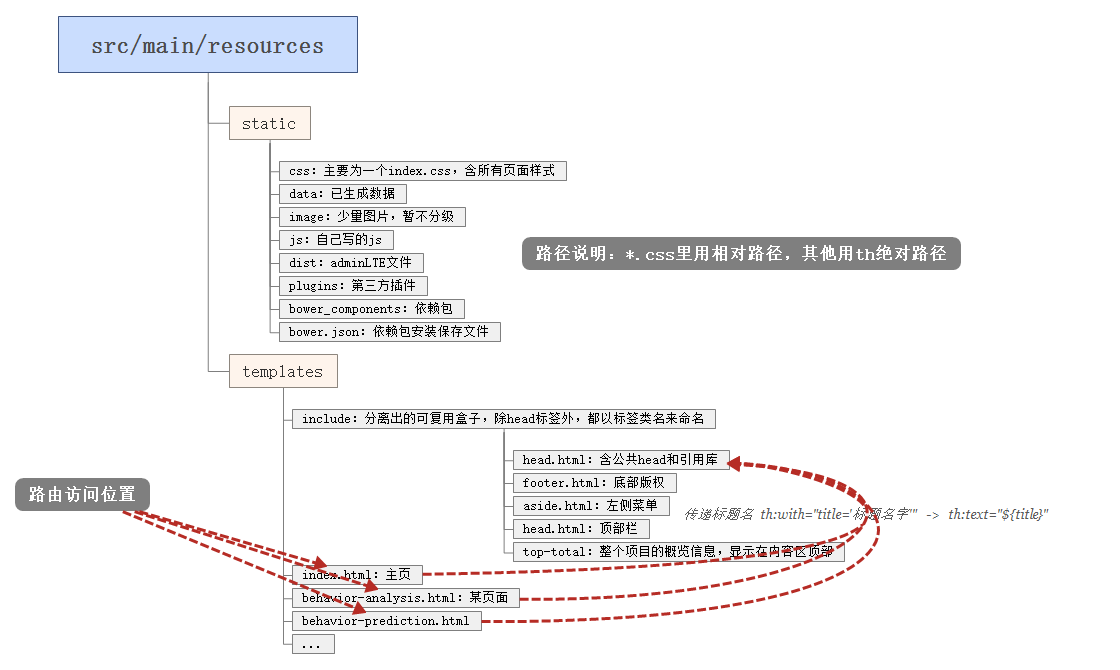 src/main/resources
static
css: 主要为一个index.css，含所有页面样式
data: 已生成数据
image: 少量图片，暂不分级
js: 自己写的js
dist: adminLTE文件
plugins: 第三方插件
bower_components: 依赖包
bower.json: 依赖包安装保存文件
路径说明: *.css里用相对路径，其他用th绝对路径
templates
include: 分离出的可复用盒子，除head标签外，都以标签类名来命名
head.html: 含公共head和引用库
footer.html: 底部版权
aside.html: 左侧菜单
head.html: 顶部栏
top-total: 整个项目的概览信息，显示在内容区顶部
传递标题名 th:with="title='标题名字'" -> th:text="${title}"
路由访问位置
index.html: 主页
behavior-analysis.html: 某页面
behavior-prediction.html
...